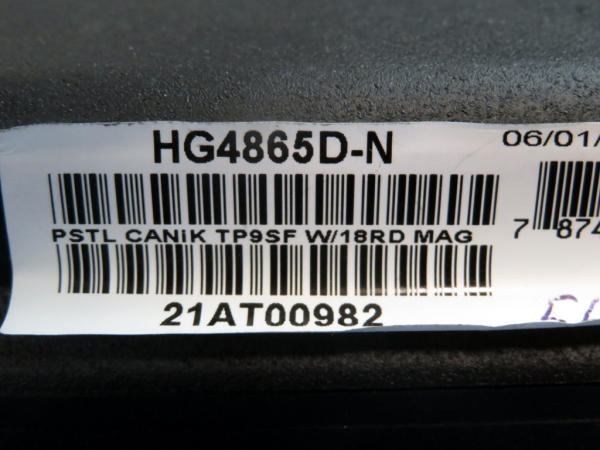 HG4865D-N
06/01/
PSTL CANiK TP9SF W/18RD MAG
7 874
21AT00982